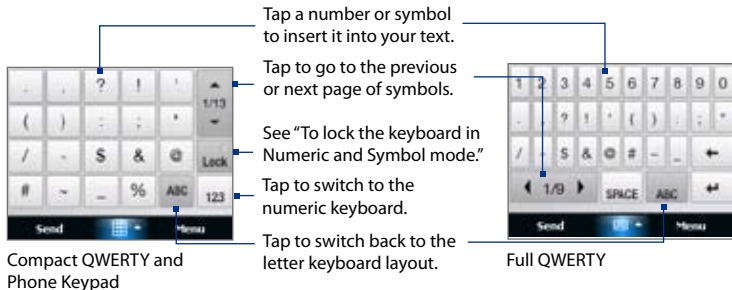 Tap a number or symbol
to insert it into your text.
Tap to go to the previous
or next page of symbols.
See “To lock the keyboard in
Numeric and Symbol mode.”
Tap to switch to the
numeric keyboard.
Tap to switch back to the
letter keyboard layout.
. , ? ! '
1/13
( ) : ; "
/ - $ & @ Lock
# ~ _ % ABC 123
Send Menu
Compact QWERTY and
Phone Keypad
1 2 3 4 5 6 7 8 9 0
. , ? ! ' ( ) : ; "
/ - $ & @ # ~ _
1/9 SPACE ABC
Send Menu
Full QWERTY